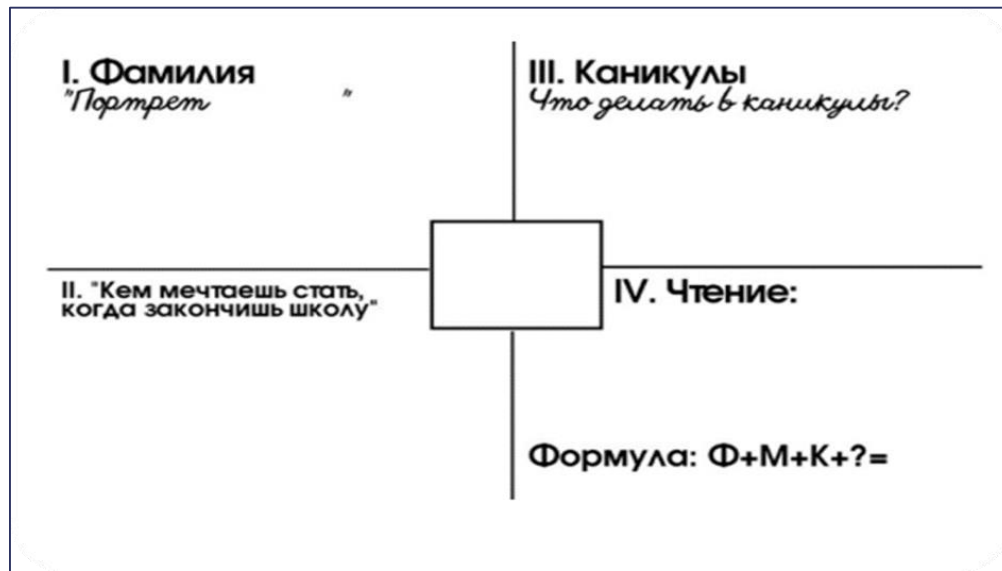 I. Фамилия
"Портрет "
II. "Кем мечтаешь стать,
когда закончишь школу"
III. Каникулы
Что делать в каникулы?
IV. Чтение:
Формула: Ф+М+К+?=